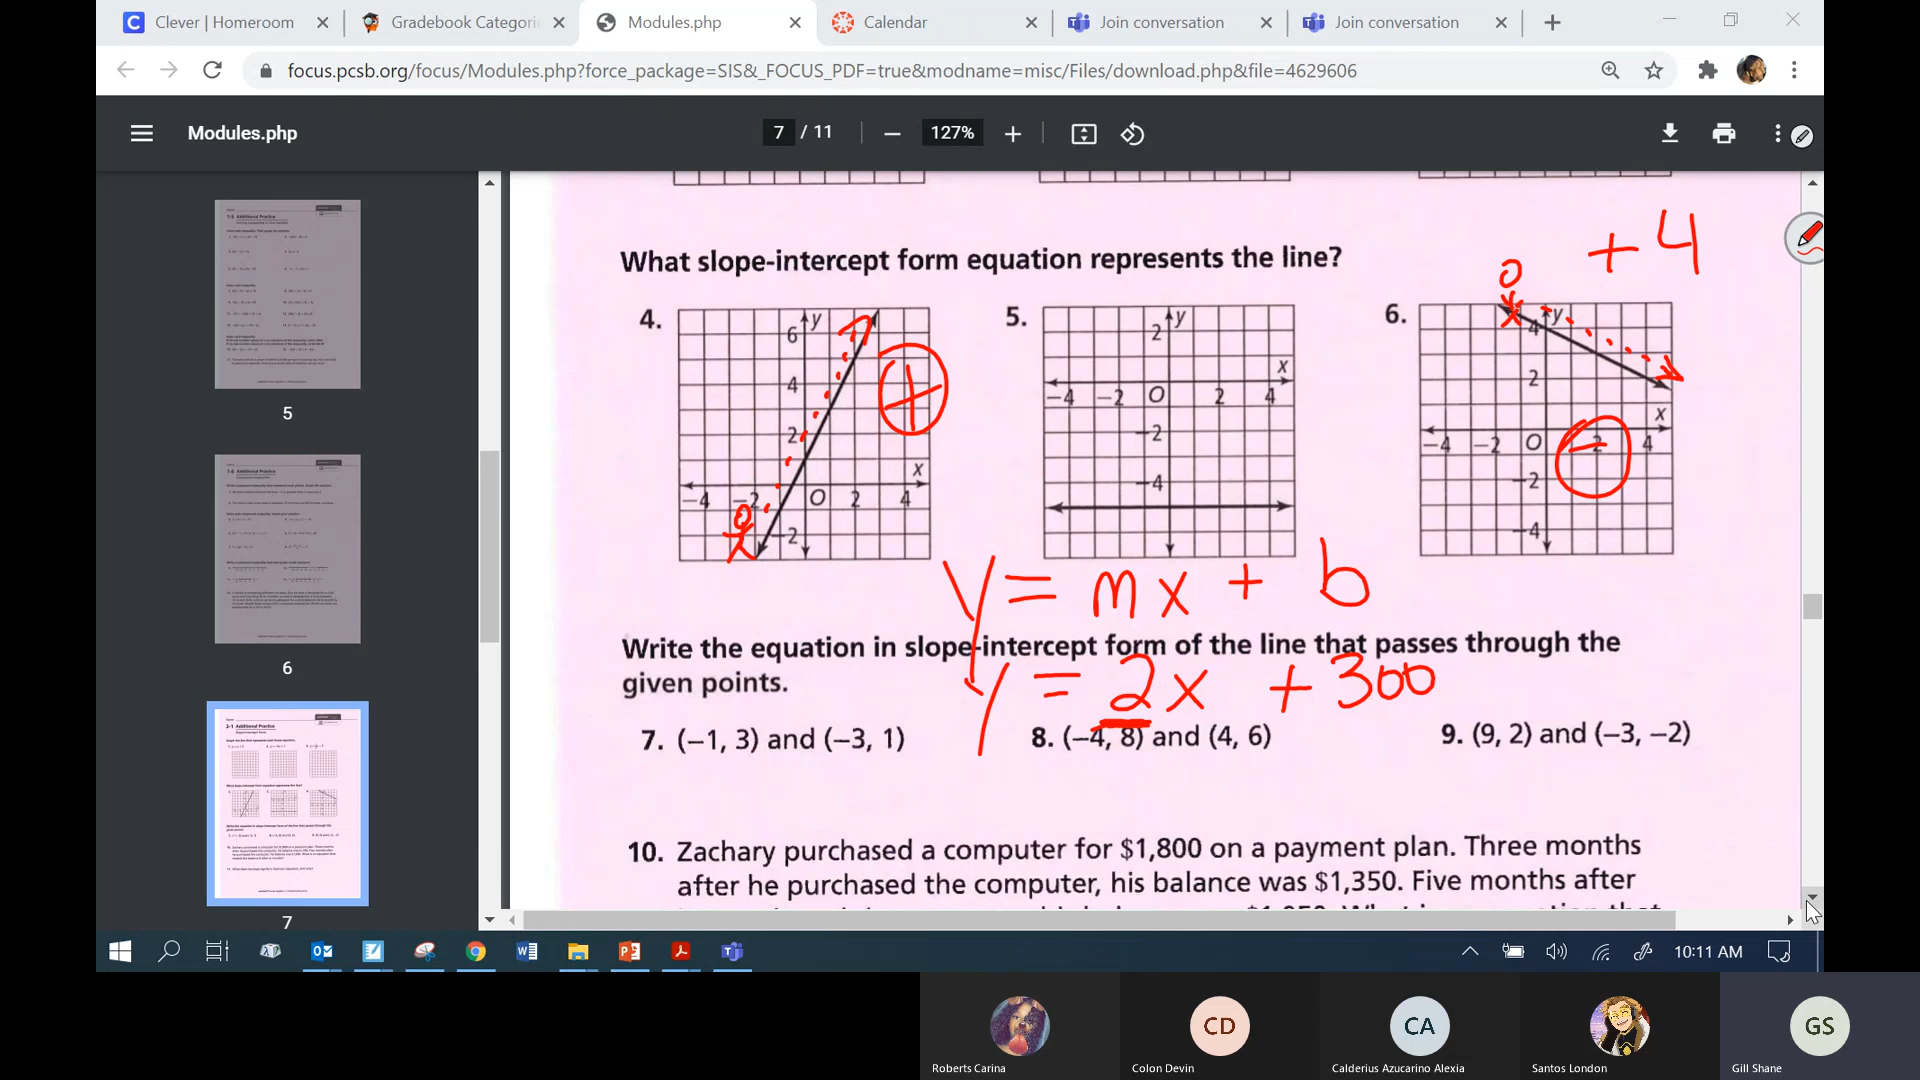 Clever | Homeroom
Gradebook Categori
Modules.php
Calendar
Join conversation
Join conversation
focus.pcsb.org/focus/Modules.php?force_package=SIS&_FOCUS_PDF=true&modname=misc/Files/download.php&file=4629606
Modules.php
7 / 11
127%
5
6
7
+ 4
What slope-intercept form equation represents the line?
4.
5.
6.
y = mx + b
Write the equation in slope-intercept form of the line that passes through the
given points.
y = 2x + 300
7. (−1, 3) and (−3, 1)
8. (−4, 8) and (4, 6)
9. (9, 2) and (−3, −2)
10. Zachary purchased a computer for $1,800 on a payment plan. Three months
after he purchased the computer, his balance was $1,350. Five months after
10:11 AM
CD
CA
GS
Roberts Carina
Colon Devin
Calderius Azucarino Alexia
Santos London
Gill Shane